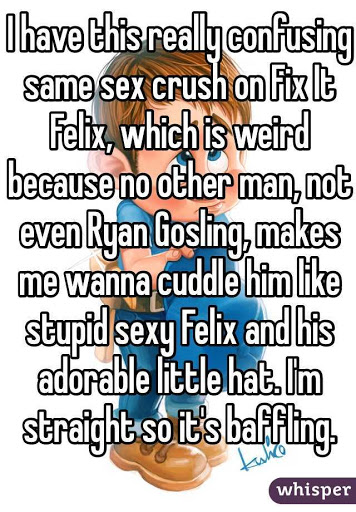 I have this really confusing
same sex crush on Fix It
Felix, which is weird
because no other man, not
even Ryan Gosling, makes
me wanna cuddle him like
stupid sexy Felix and his
adorable little hat. I'm
straight so it's baffling.
whisper